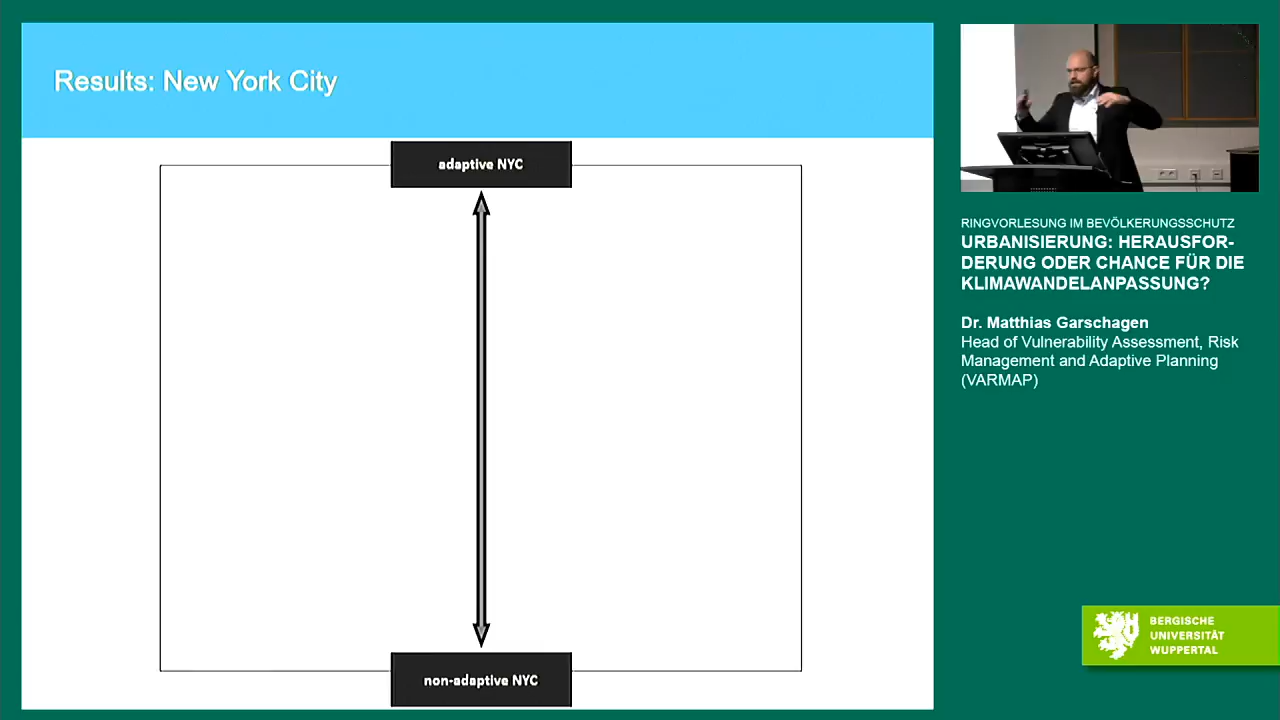 Results: New York City
adaptive NYC
non-adaptive NYC
RINGVORLESUNG IM BEVÖLKERUNGSSCHUTZ
URBANISIERUNG: HERAUSFOR-
DERUNG ODER CHANCE FÜR DIE
KLIMAWANDELANPASSUNG?
Dr. Matthias Garschagen
Head of Vulnerability Assessment, Risk
Management and Adaptive Planning
(VARMAP)
BERGISCHE
UNIVERSITÄT
WUPPERTAL